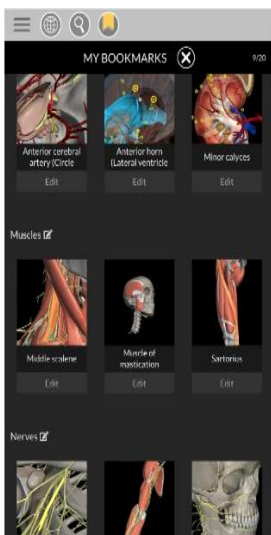 MY BOOKMARKS
9/20
Anterior cerebral
artery (Circle
Anterior horn
(Lateral ventricle
Minor calyces
Edit
Edit
Edit
Muscles
Middle scalene
Muscle of
mastication
Sartorius
Edit
Edit
Edit
Nerves